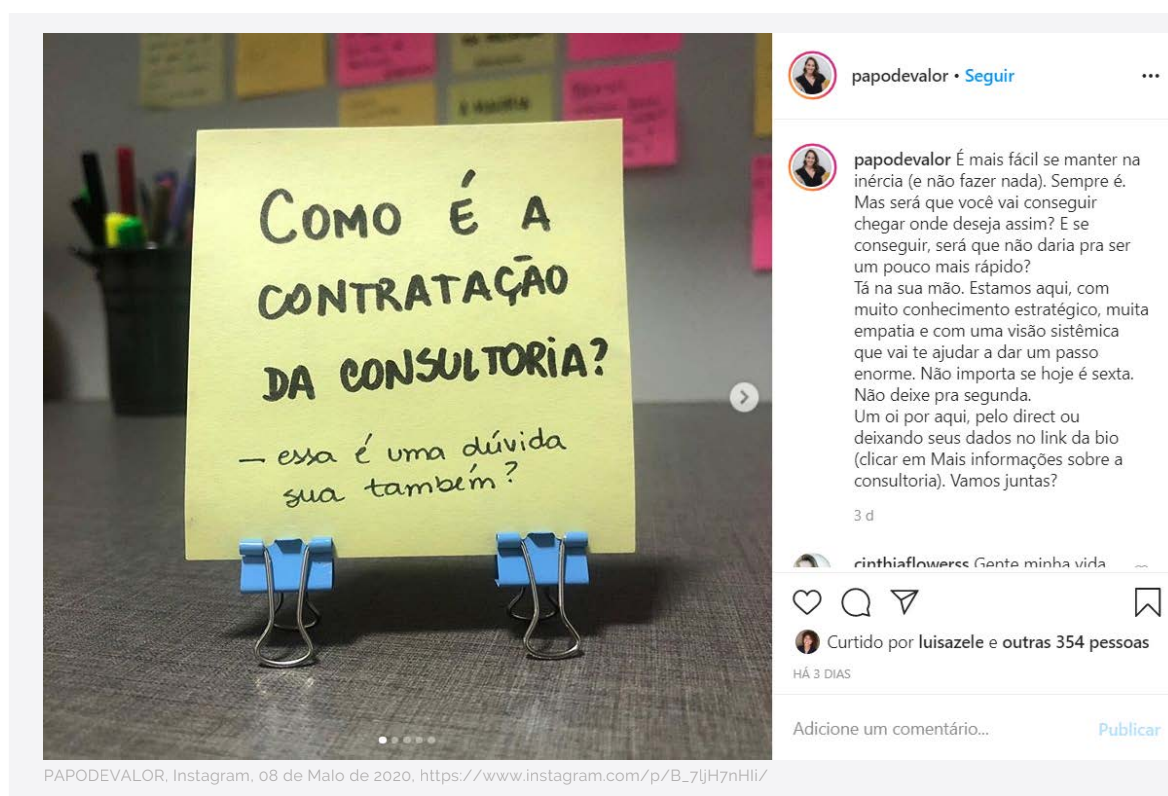 COMO É A
CONTRATAÇÃO
DA CONSULTORIA?
– essa é uma dúvida
sua também?
papodevalor • Seguir
papodevalor É mais fácil se manter na
inércia (e não fazer nada). Sempre é.
Mas será que você vai conseguir
chegar onde deseja assim? E se
conseguir, será que não daria pra ser
um pouco mais rápido?
Tá na sua mão. Estamos aqui, com
muito conhecimento estratégico, muita
empatia e com uma visão sistêmica
que vai te ajudar a dar um passo
enorme. Não importa se hoje é sexta.
Não deixe pra segunda.
Um oi por aqui, pelo direct ou
deixando seus dados no link da bio
(clicar em Mais informações sobre a
consultoria). Vamos juntas?
3 d
cinthiaflowerss Gente minha vida
Curtido por luisazele e outras 354 pessoas
HÁ 3 DIAS
Adicione um comentário... Publicar
PAPODEVALOR, Instagram, 08 de MaIo de 2020, https://www.instagram.com/p/B_7ljH7nHIi/